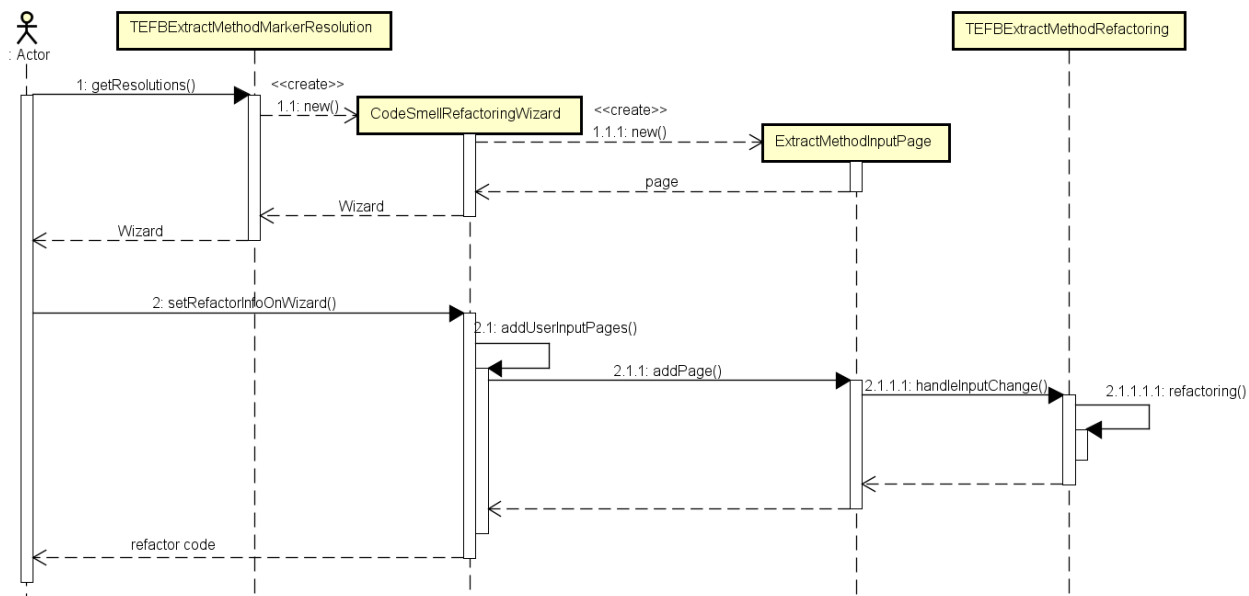 TEFBExtractMethodMarkerResolution
TEFBExtractMethodRefactoring
: Actor
1: getResolutions()
<<create>>
1.1: new()
CodeSmellRefactoringWizard
<<create>>
1.1.1: new()
ExtractMethodInputPage
page
Wizard
Wizard
2: setRefactorInfoOnWizard()
2.1: addUserInputPages()
2.1.1: addPage()
2.1.1.1: handleInputChange()
2.1.1.1.1: refactoring()
refactor code